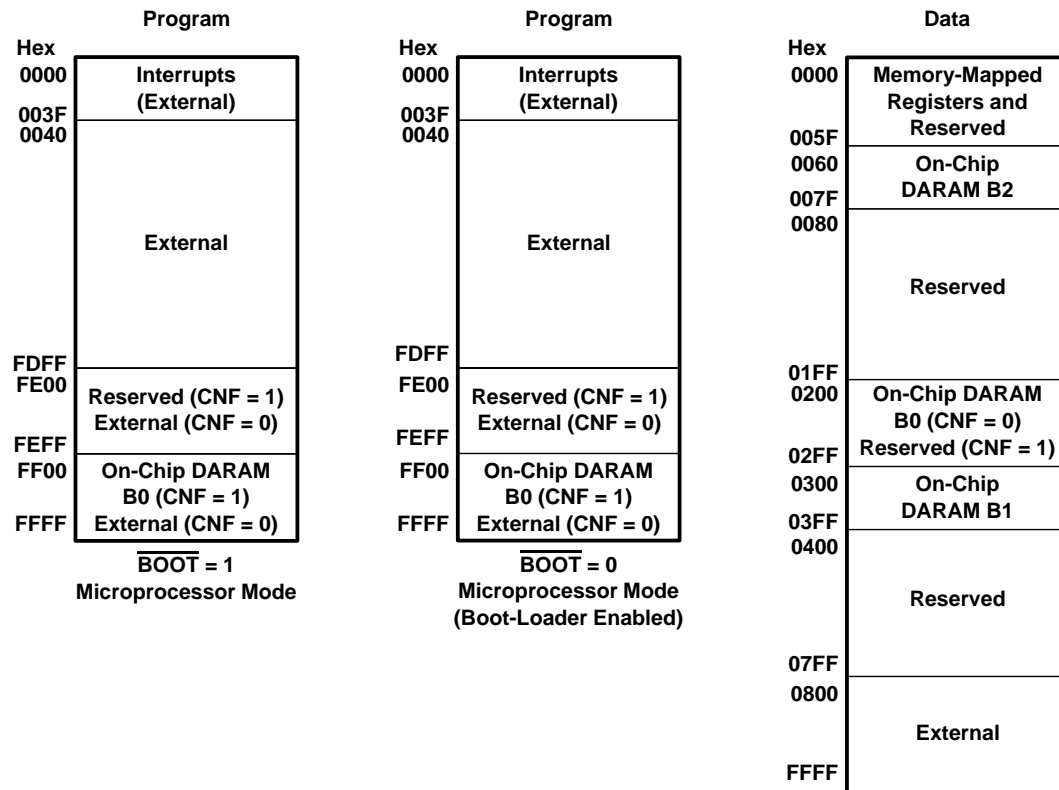 Program
Hex
0000
Interrupts
(External)
003F
0040
External
FDFF
FE00
Reserved (CNF = 1)
External (CNF = 0)
FEFF
FF00
On-Chip DARAM
B0 (CNF = 1)
External (CNF = 0)
FFFF
BOOT = 1
Microprocessor Mode
Program
Hex
0000
Interrupts
(External)
003F
0040
External
FDFF
FE00
Reserved (CNF = 1)
External (CNF = 0)
FEFF
FF00
On-Chip DARAM
B0 (CNF = 1)
External (CNF = 0)
FFFF
BOOT = 0
Microprocessor Mode
(Boot-Loader Enabled)
Data
Hex
0000
Memory-Mapped
Registers and
Reserved
005F
0060
On-Chip
DARAM B2
007F
0080
Reserved
01FF
0200
On-Chip DARAM
B0 (CNF = 0)
Reserved (CNF = 1)
02FF
0300
On-Chip
DARAM B1
03FF
0400
Reserved
07FF
0800
External
FFFF